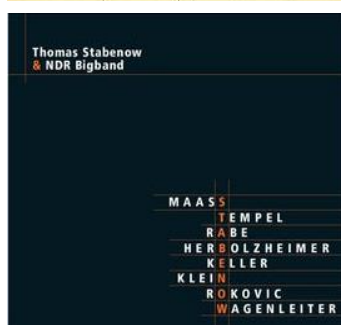 Thomas Stabenow
& NDR Bigband
MAASS
TEMPEL
RABE
HERBOLZHEIMER
KELLER
KLEIN
ROKOVIC
WAGENLEITER